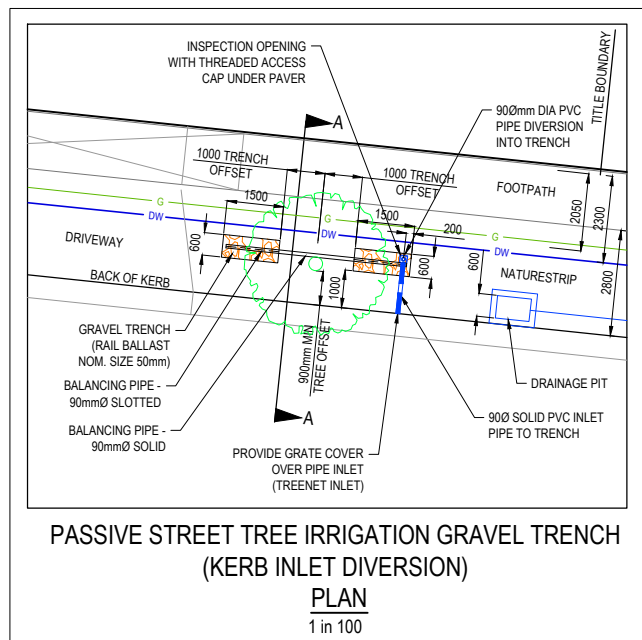 INSPECTION OPENING
WITH THREADED ACCESS
CAP UNDER PAVER
90Ømm DIA PVC
PIPE DIVERSION
INTO TRENCH
TITLE BOUNDARY
A
1000 TRENCH
OFFSET
1000 TRENCH
OFFSET
FOOTPATH
1500
1500
200
2050
2300
2800
G
G
DW
DW
DRIVEWAY
600
600
600
NATURESTRIP
BACK OF KERB
1000
900mm MIN
TREE OFFSET
GRAVEL TRENCH
(RAIL BALLAST
NOM. SIZE 50mm)
BALANCING PIPE -
90mmØ SLOTTED
BALANCING PIPE -
90mmØ SOLID
A
DRAINAGE PIT
90Ø SOLID PVC INLET
PIPE TO TRENCH
PROVIDE GRATE COVER
OVER PIPE INLET
(TREENET INLET)
PASSIVE STREET TREE IRRIGATION GRAVEL TRENCH
(KERB INLET DIVERSION)
PLAN
1 in 100